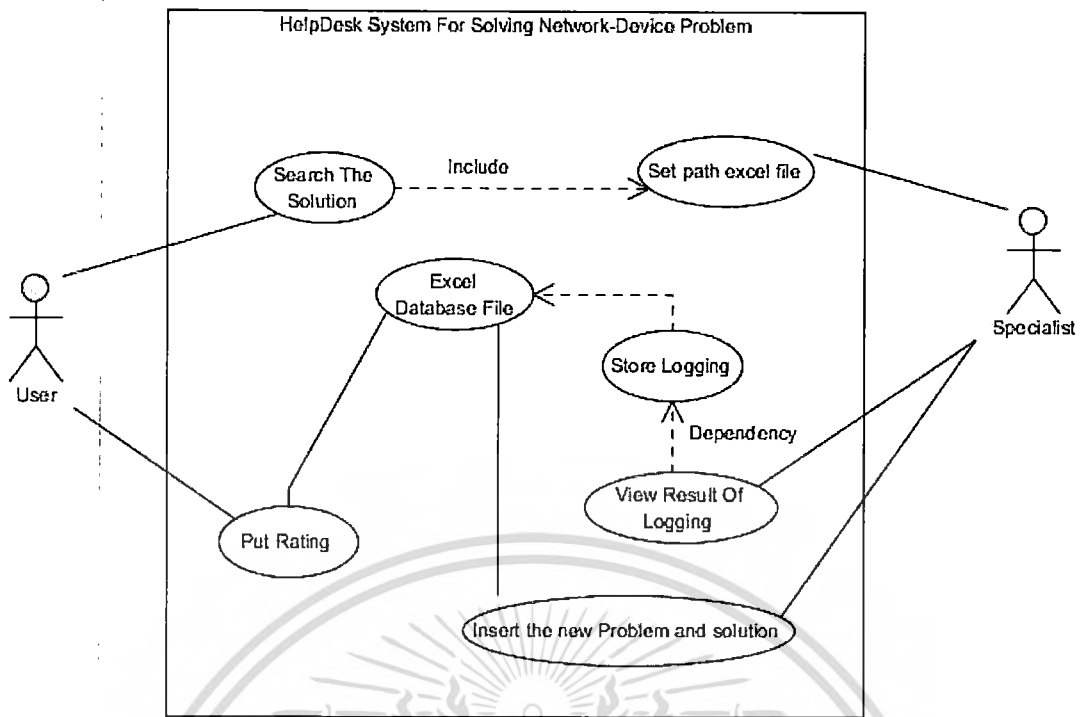 HelpDesk System For Solving Network-Device Problem
Search The
Solution
Include
Set path excel file
Excel
Database File
Store Logging
Dependency
View Result Of
Logging
Put Rating
Insert the new Problem and solution
User
Specialist